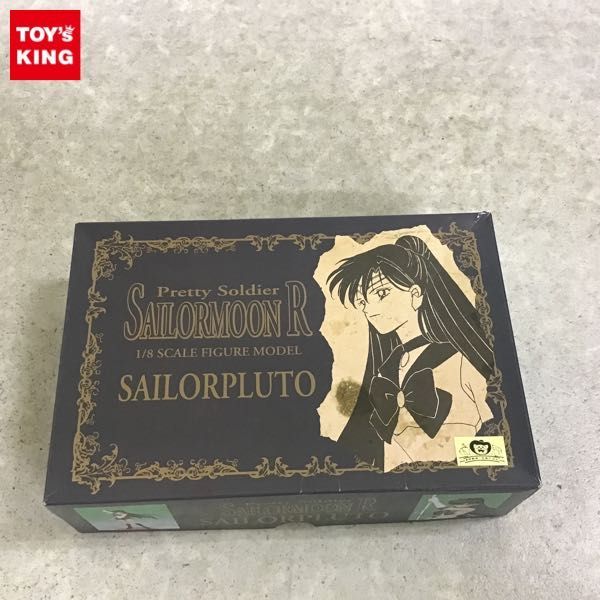 TOY's
KING
Pretty Soldier
SAILORMOON R
1/8 SCALE FIGURE MODEL
SAILORPLUTO
SAILORMOON R
SAILORPLUTO